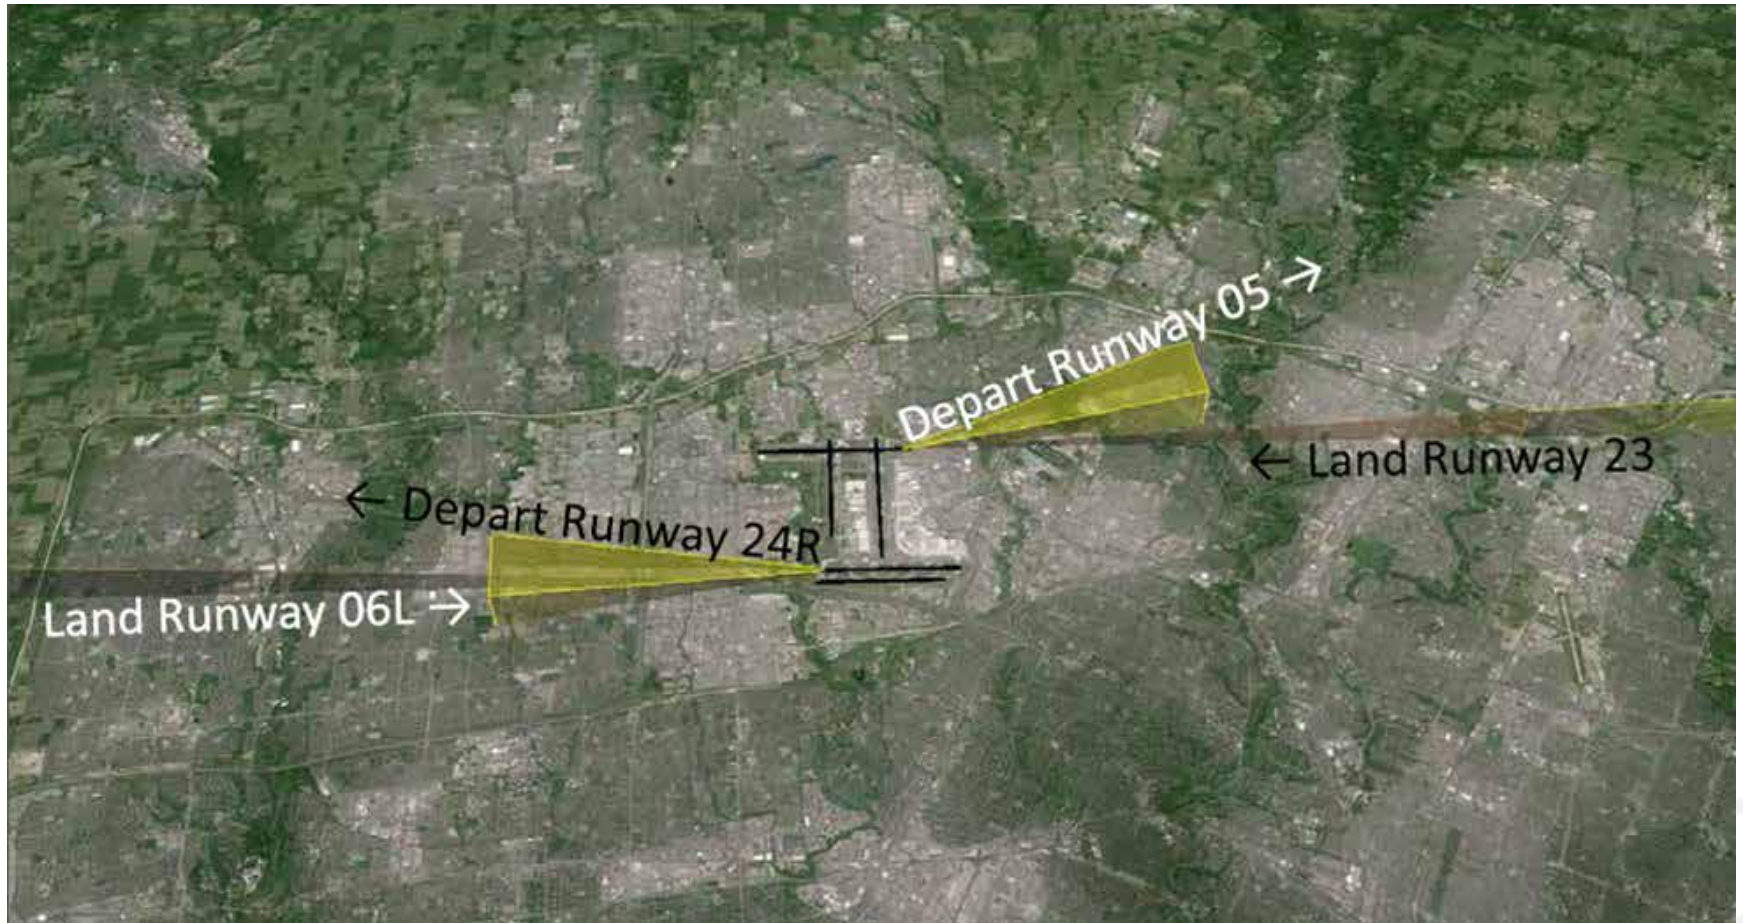 Depart Runway 05 →
← Land Runway 23
← Depart Runway 24R
Land Runway 06L →